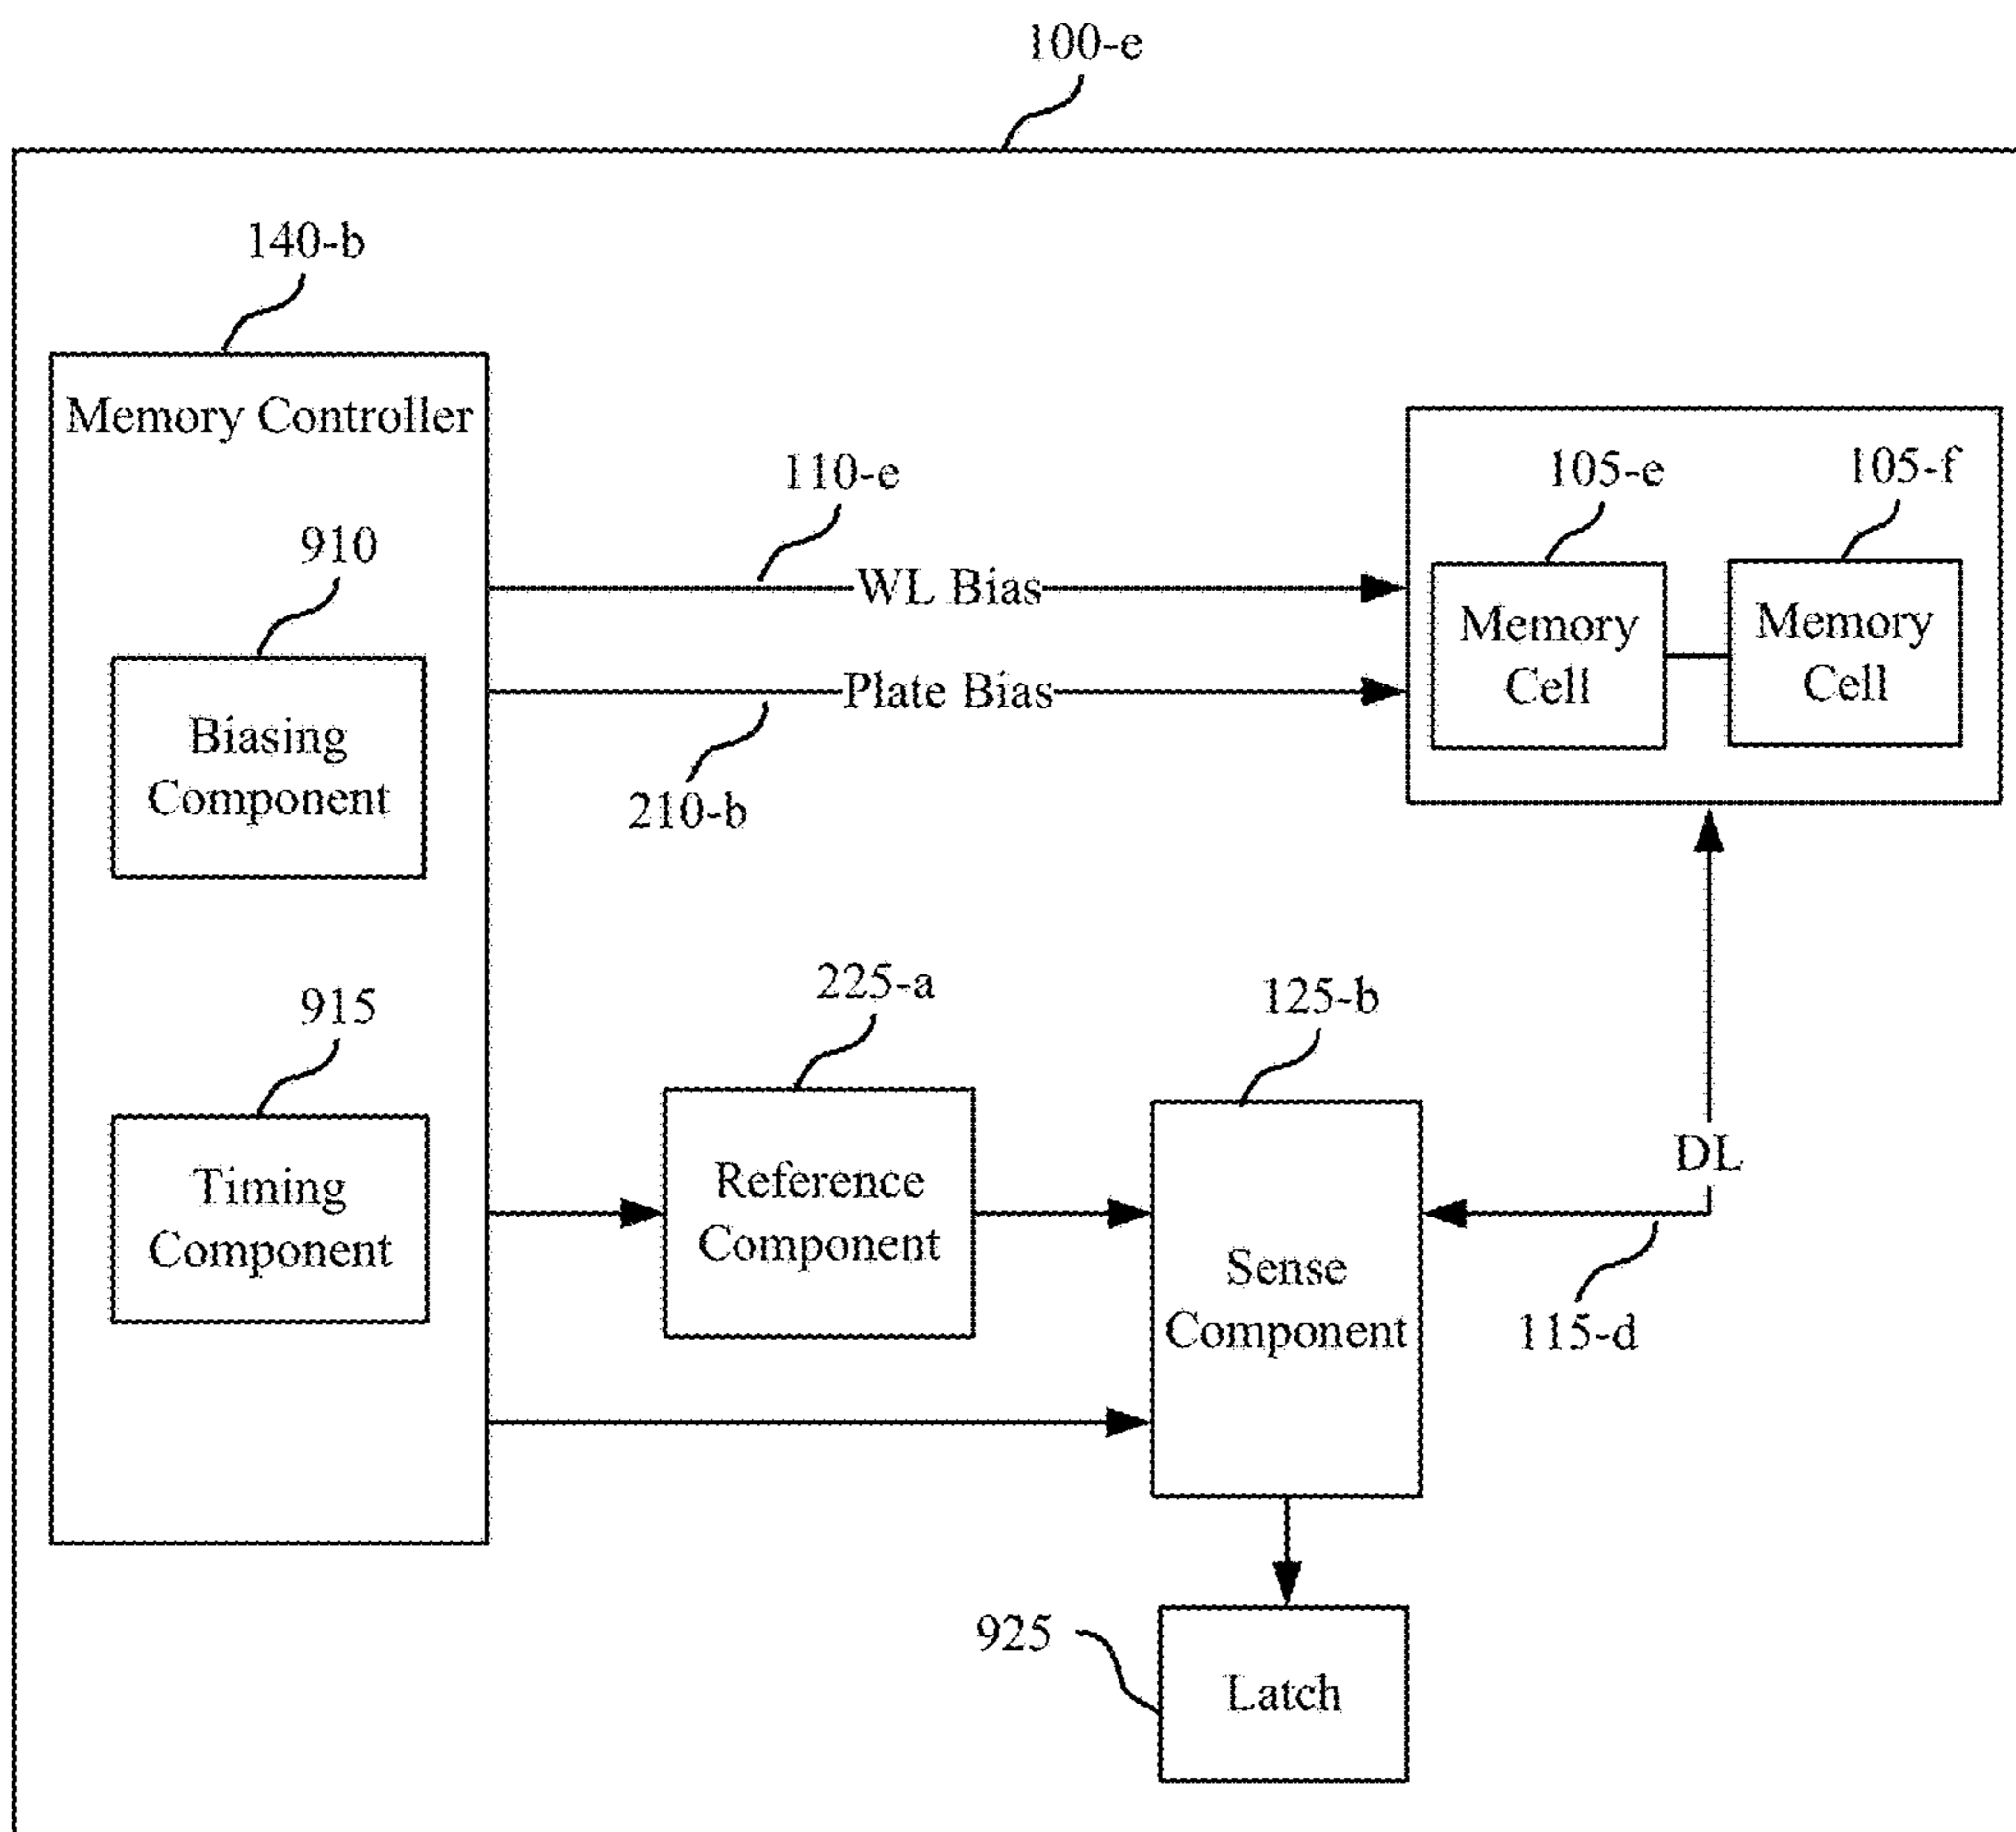 100-e
140-b
Memory Controller
910
Biasing
Component
915
Timing
Component
110-e
WL Bias
Plate Bias
210-b
105-e
105-f
Memory
Cell
Memory
Cell
225-a
Reference
Component
125-b
Sense
Component
DL
115-d
925
Latch